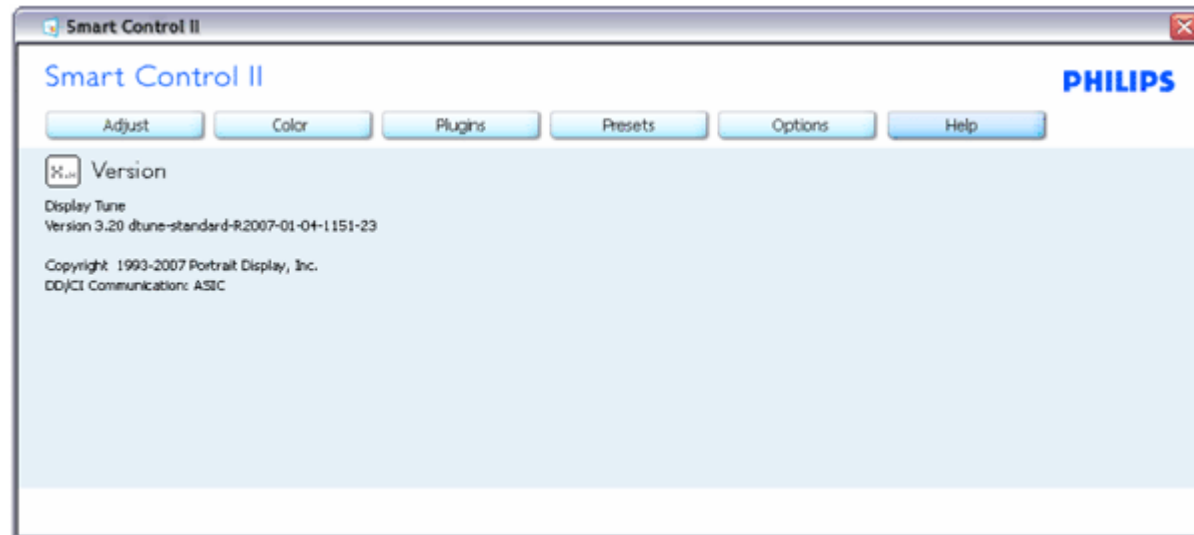 Smart Control II
Smart Control II
PHILIPS
Adjust Color Plugins Presets Options Help
Version
Display Tune
Version 3.20 dtune-standard-R2007-01-04-1151-23
Copyright 1993-2007 Portrait Display, Inc.
DD/CI Communication: ASIC